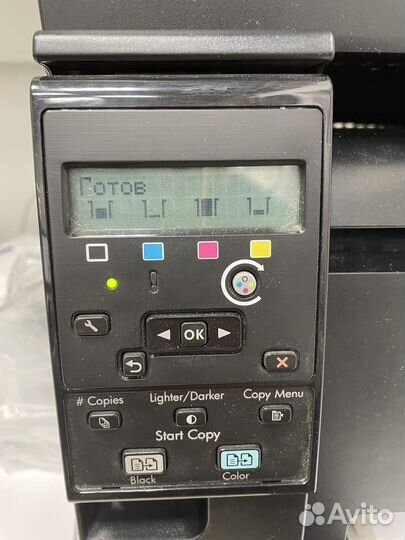 Готов
OK
# Copies
Lighter/Darker
Copy Menu
Start Copy
Black
Color
Avito